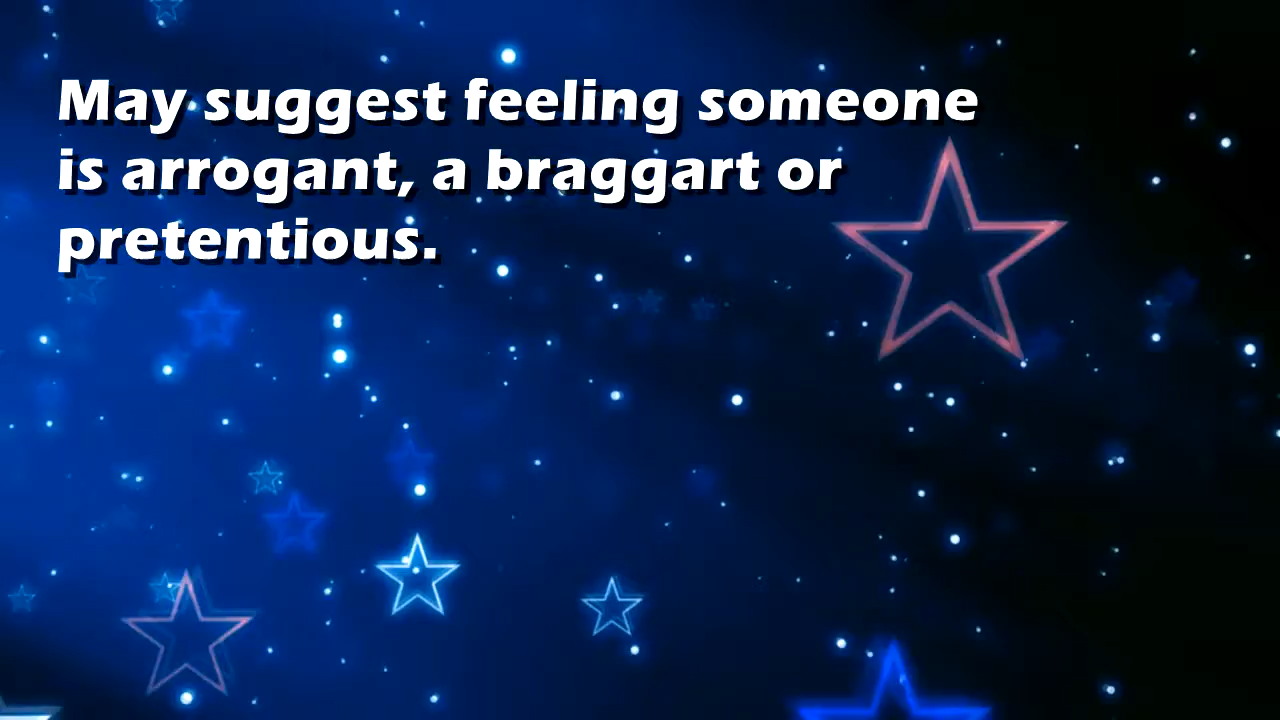 May suggest feeling someone
is arrogant, a braggart or
pretentious.